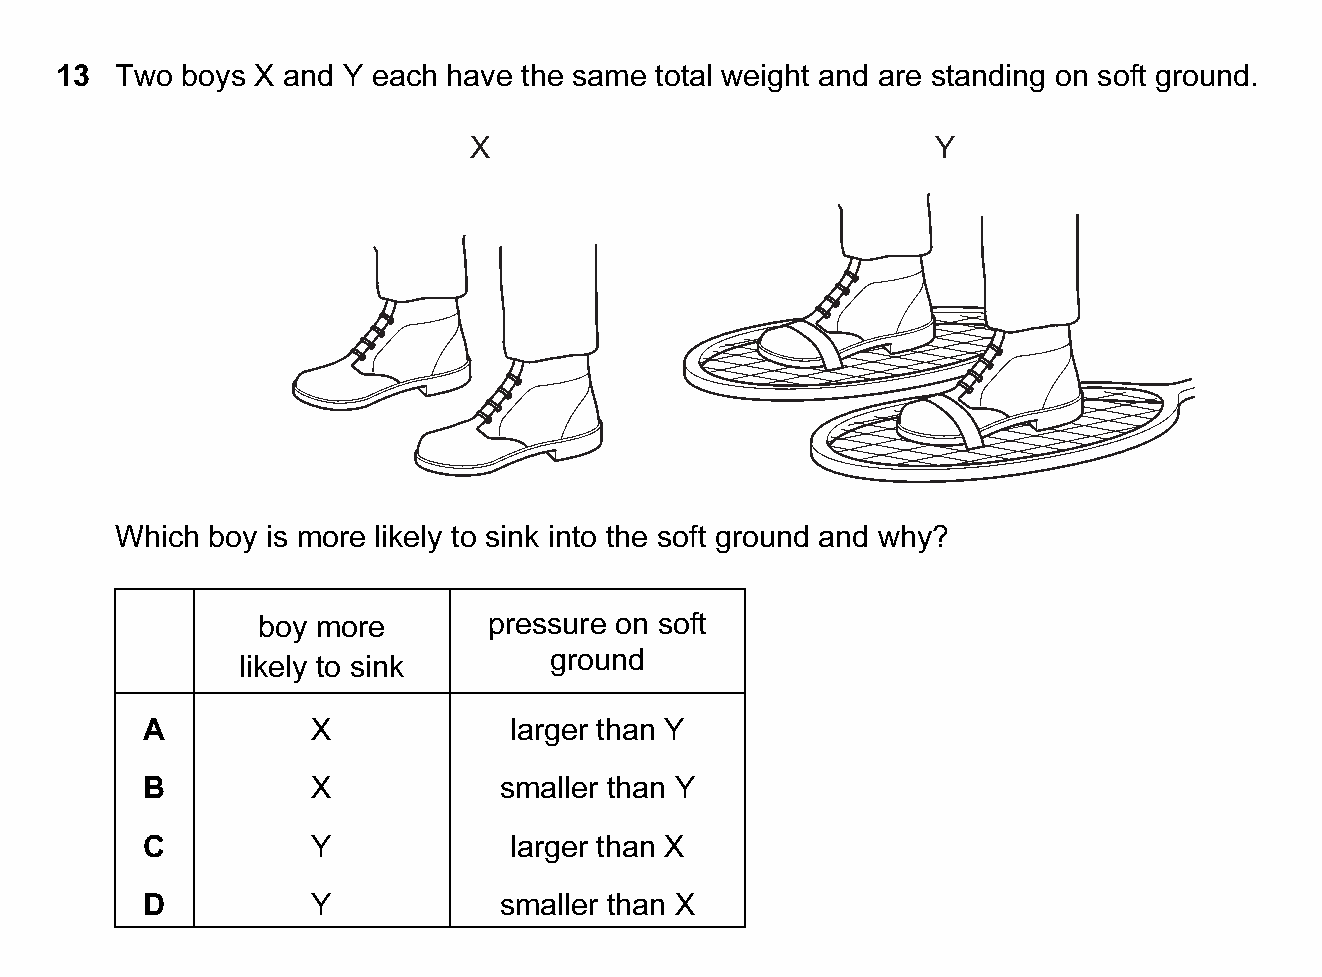 13 Two boys X and Y each have the same total weight and are standing on soft ground.
X Y
Which boy is more likely to sink into the soft ground and why?
boy more likely to sink
pressure on soft ground
A X larger than Y
B X smaller than Y
C Y larger than X
D Y smaller than X